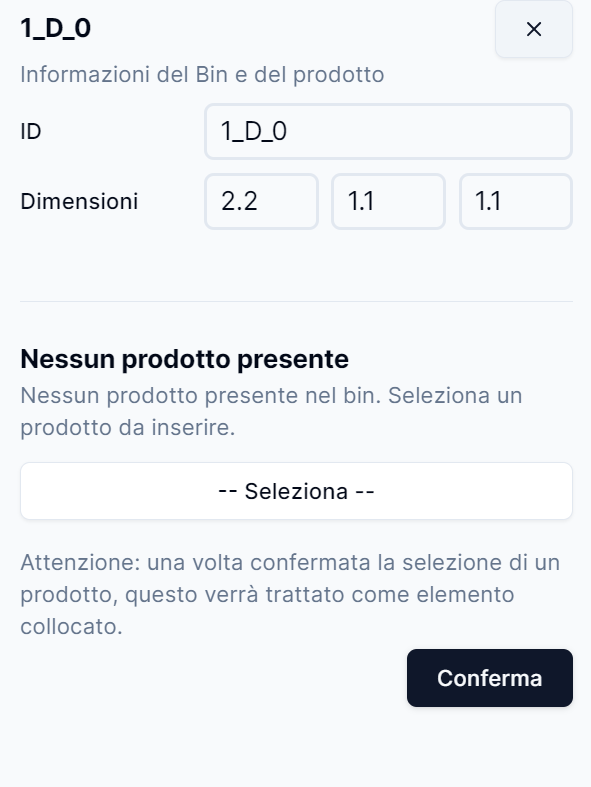 1_D_0
Informazioni del Bin e del prodotto
ID
1_D_0
Dimensioni
2.2
1.1
1.1
Nessun prodotto presente
Nessun prodotto presente nel bin. Seleziona un
prodotto da inserire.
-- Seleziona --
Attenzione: una volta confermata la selezione di un
prodotto, questo verrà trattato come elemento
collocato.
Conferma